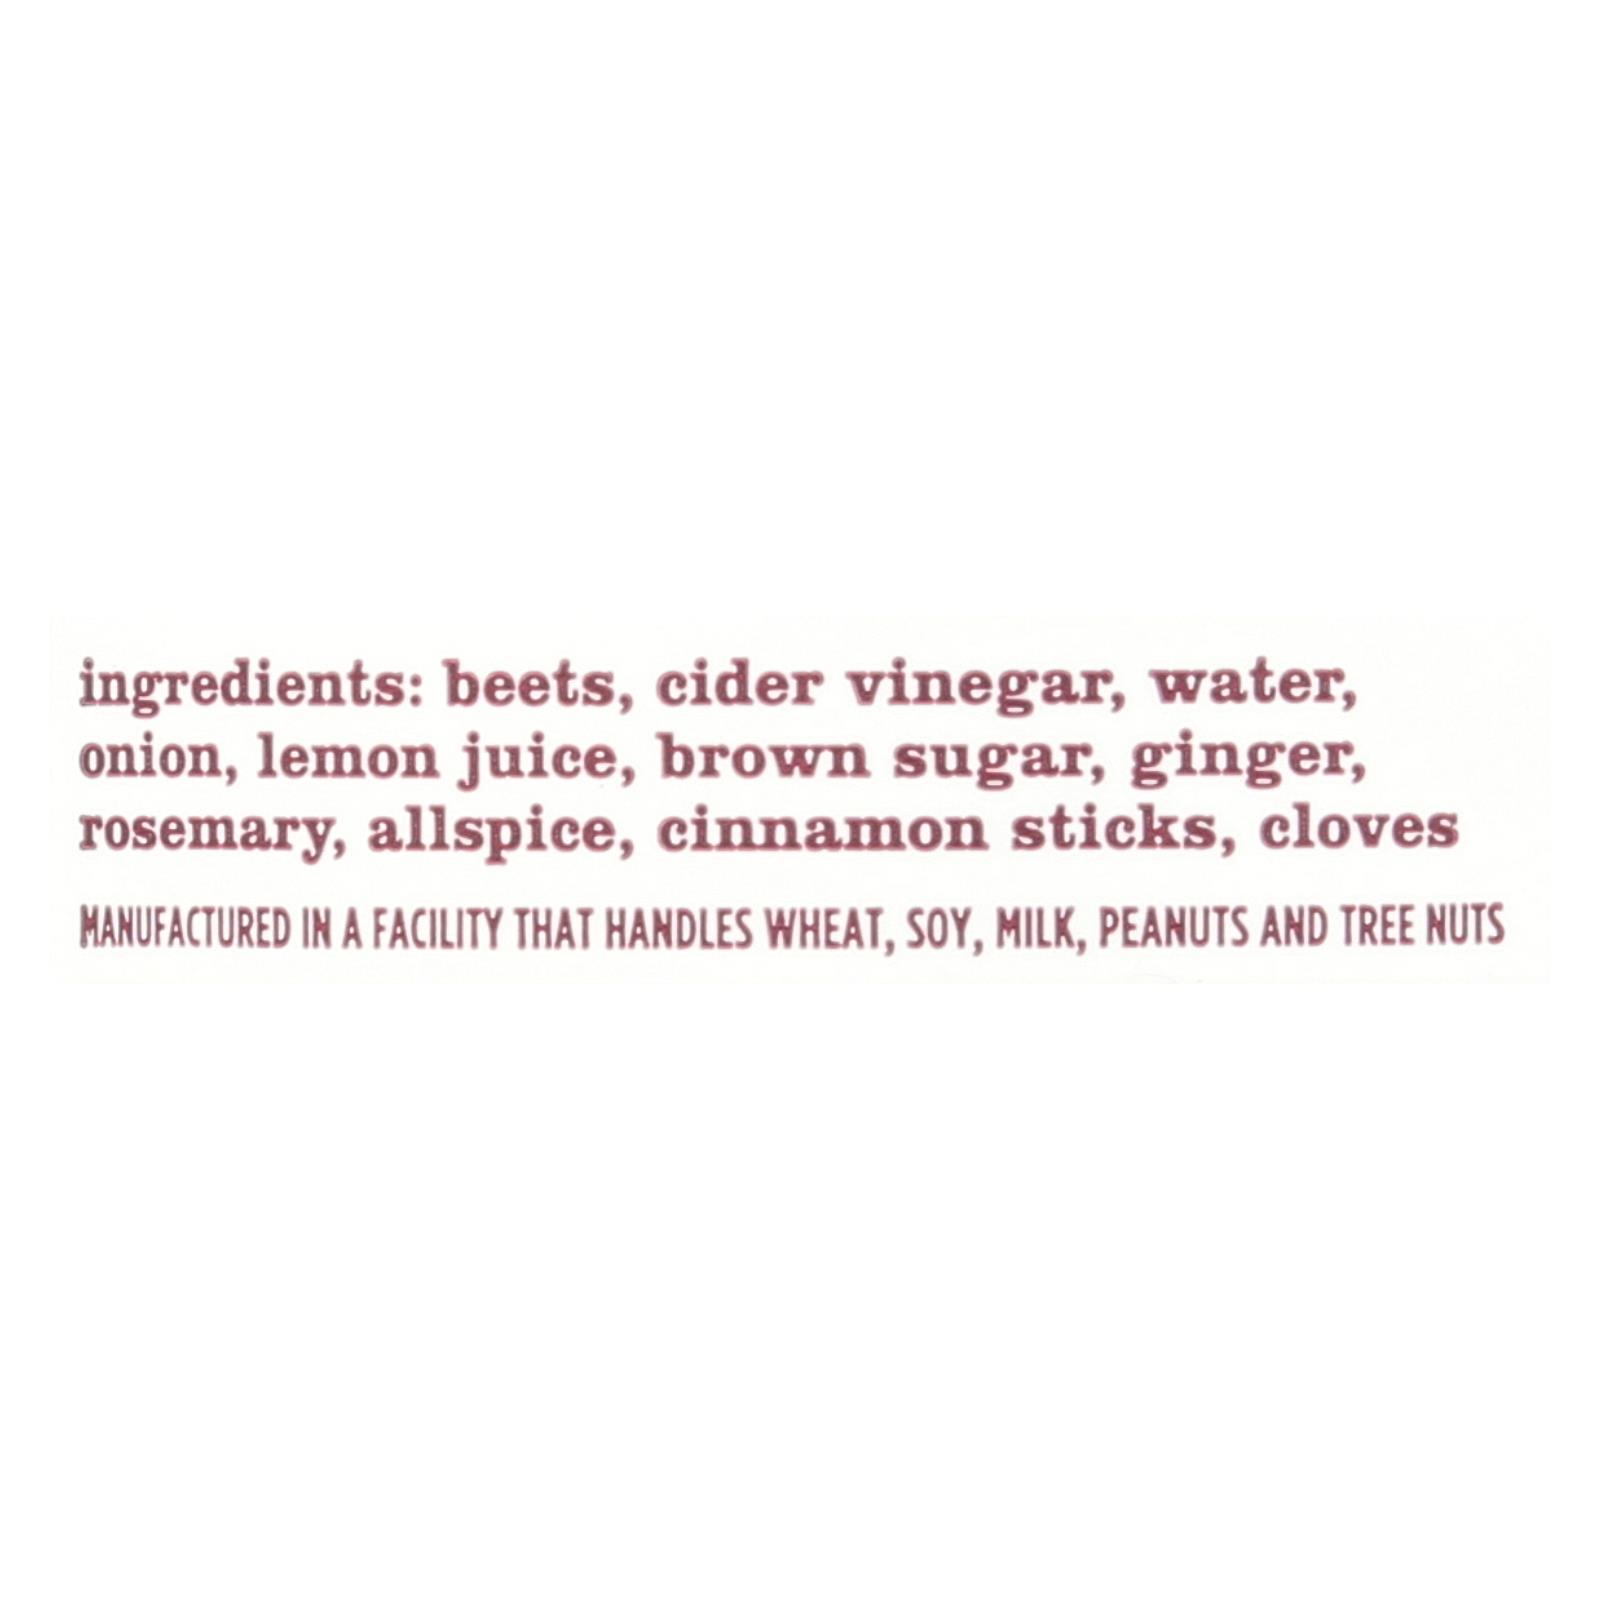 ingredients: beets, cider vinegar, water,
onion, lemon juice, brown sugar, ginger,
rosemary, allspice, cinnamon sticks, cloves
MANUFACTURED IN A FACILITY THAT HANDLES WHEAT, SOY, MILK, PEANUTS AND TREE NUTS